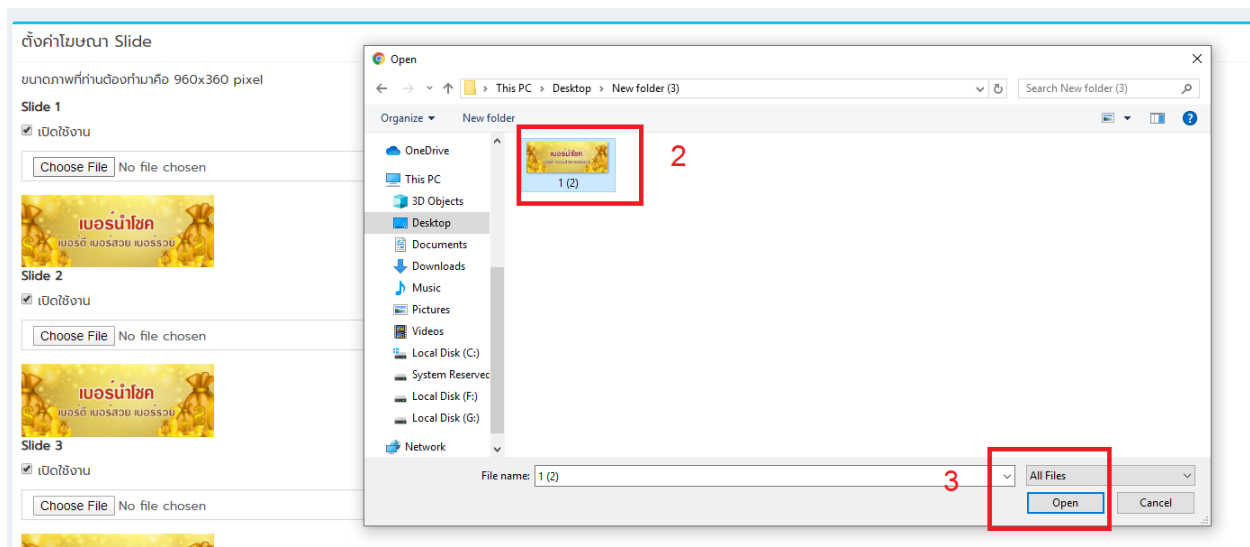 ตั้งค่าโฆษณา Slide
ขนาดภาพที่ท่านต้องทำมาคือ 960x360 pixel
Slide 1
เปิดใช้งาน
Choose File No file chosen
เบอร์นำโชค
เบอร์ดี เบอร์สวย เบอร์รวย
Slide 2
เปิดใช้งาน
Choose File No file chosen
เบอร์นำโชค
เบอร์ดี เบอร์สวย เบอร์รวย
Slide 3
เปิดใช้งาน
Choose File No file chosen
Open
This PC > Desktop > New folder (3)
Search New folder (3)
Organize
New folder
OneDrive
This PC
3D Objects
Desktop
Documents
Downloads
Music
Pictures
Videos
Local Disk (C:)
System Reserved
Local Disk (F:)
Local Disk (G:)
Network
เบอร์นำโชค
1 (2)
2
File name: 1 (2)
All Files
3
Open
Cancel